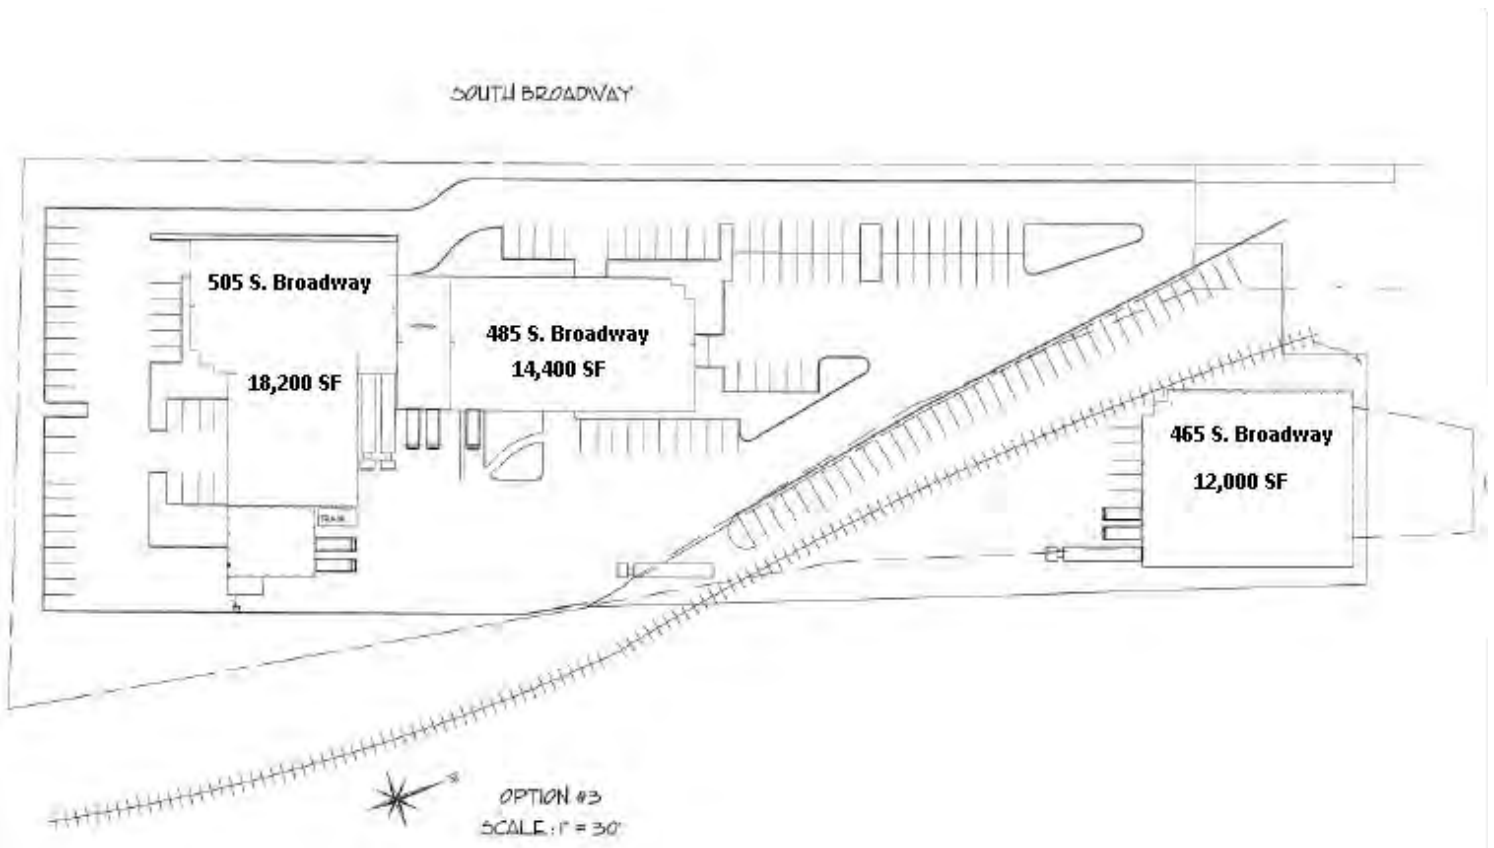 SOUTH BROADWAY
505 S. Broadway
18,200 SF
485 S. Broadway
14,400 SF
465 S. Broadway
12,000 SF
OPTION #3
SCALE: 1" = 30'